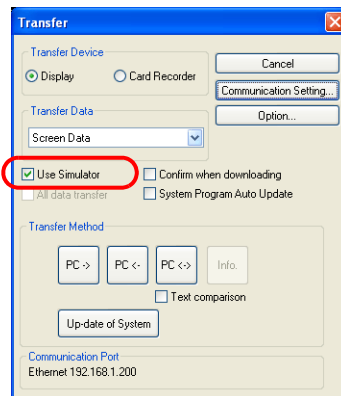 Transfer
Transfer Device
Display Card Recorder
Cancel
Communication Setting...
Transfer Data
Option...
Screen Data
Use Simulator Confirm when downloading
All data transfer System Program Auto Update
Transfer Method
PC -> PC <- PC <-> Info.
Text comparison
Up-date of System
Communication Port
Ethernet 192.168.1.200